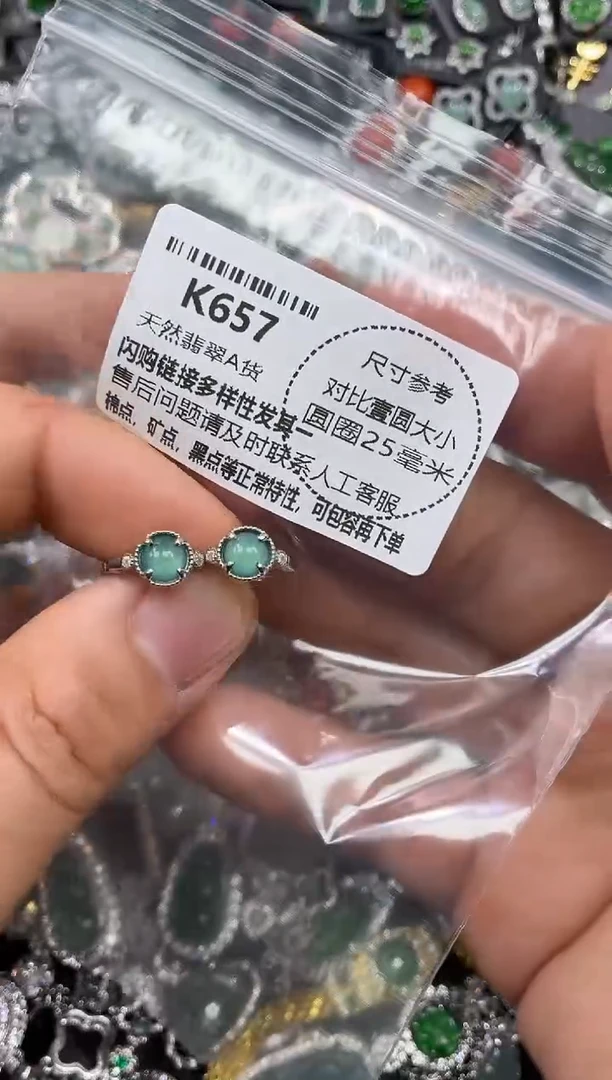 K657
天然翡翠A货
闪购链接多样性发其一
售后问题请及时联系人工客服
棉点，矿点，黑点等正常特性，可包容再下单
尺寸参考
对比壹圆大小
圆圈25毫米